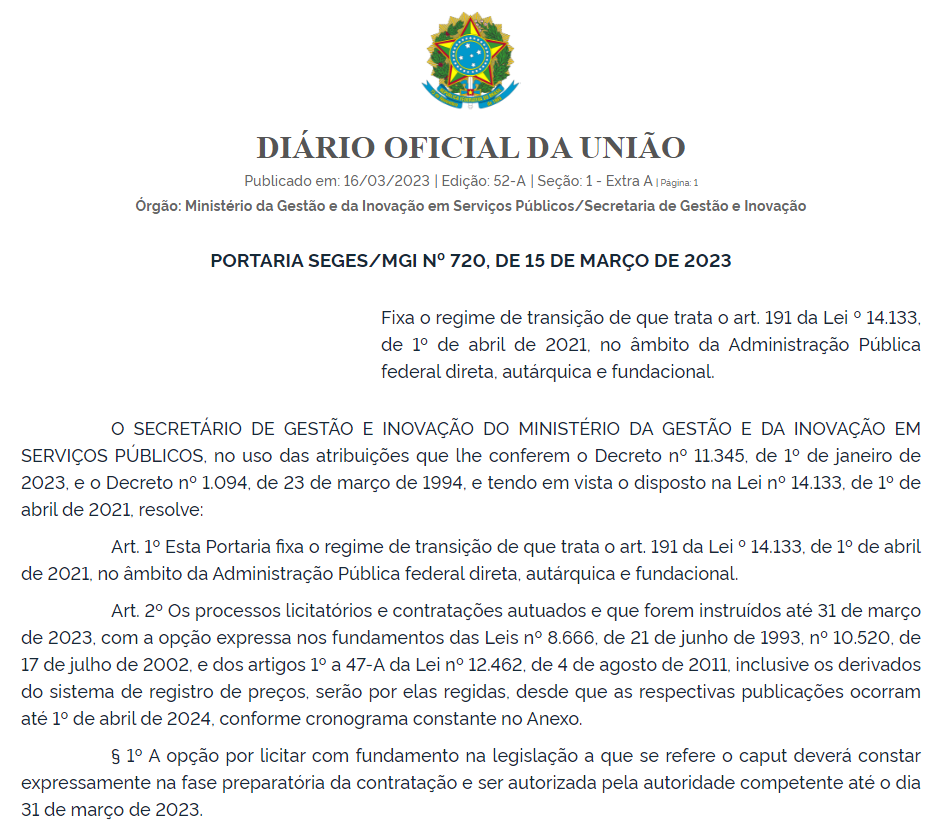 DIÁRIO OFICIAL DA UNIÃO
Publicado em: 16/03/2023 | Edição: 52-A | Seção: 1 - Extra A | Página: 1
Órgão: Ministério da Gestão e da Inovação em Serviços Públicos/Secretaria de Gestão e Inovação
PORTARIA SEGES/MGI Nº 720, DE 15 DE MARÇO DE 2023
Fixa o regime de transição de que trata o art. 191 da Lei º 14.133,
de 1º de abril de 2021, no âmbito da Administração Pública
federal direta, autárquica e fundacional.
O SECRETÁRIO DE GESTÃO E INOVAÇÃO DO MINISTÉRIO DA GESTÃO E DA INOVAÇÃO EM
SERVIÇOS PÚBLICOS, no uso das atribuições que lhe conferem o Decreto nº 11.345, de 1º de janeiro de
2023, e o Decreto nº 1.094, de 23 de março de 1994, e tendo em vista o disposto na Lei nº 14.133, de 1º de
abril de 2021, resolve:
Art. 1º Esta Portaria fixa o regime de transição de que trata o art. 191 da Lei º 14.133, de 1º de abril
de 2021, no âmbito da Administração Pública federal direta, autárquica e fundacional.
Art. 2º Os processos licitatórios e contratações autuados e que forem instruídos até 31 de março
de 2023, com a opção expressa nos fundamentos das Leis nº 8.666, de 21 de junho de 1993, nº 10.520, de
17 de julho de 2002, e dos artigos 1º a 47-A da Lei nº 12.462, de 4 de agosto de 2011, inclusive os derivados
do sistema de registro de preços, serão por elas regidas, desde que as respectivas publicações ocorram
até 1º de abril de 2024, conforme cronograma constante no Anexo.
§ 1º A opção por licitar com fundamento na legislação a que se refere o caput deverá constar
expressamente na fase preparatória da contratação e ser autorizada pela autoridade competente até o dia
31 de março de 2023.